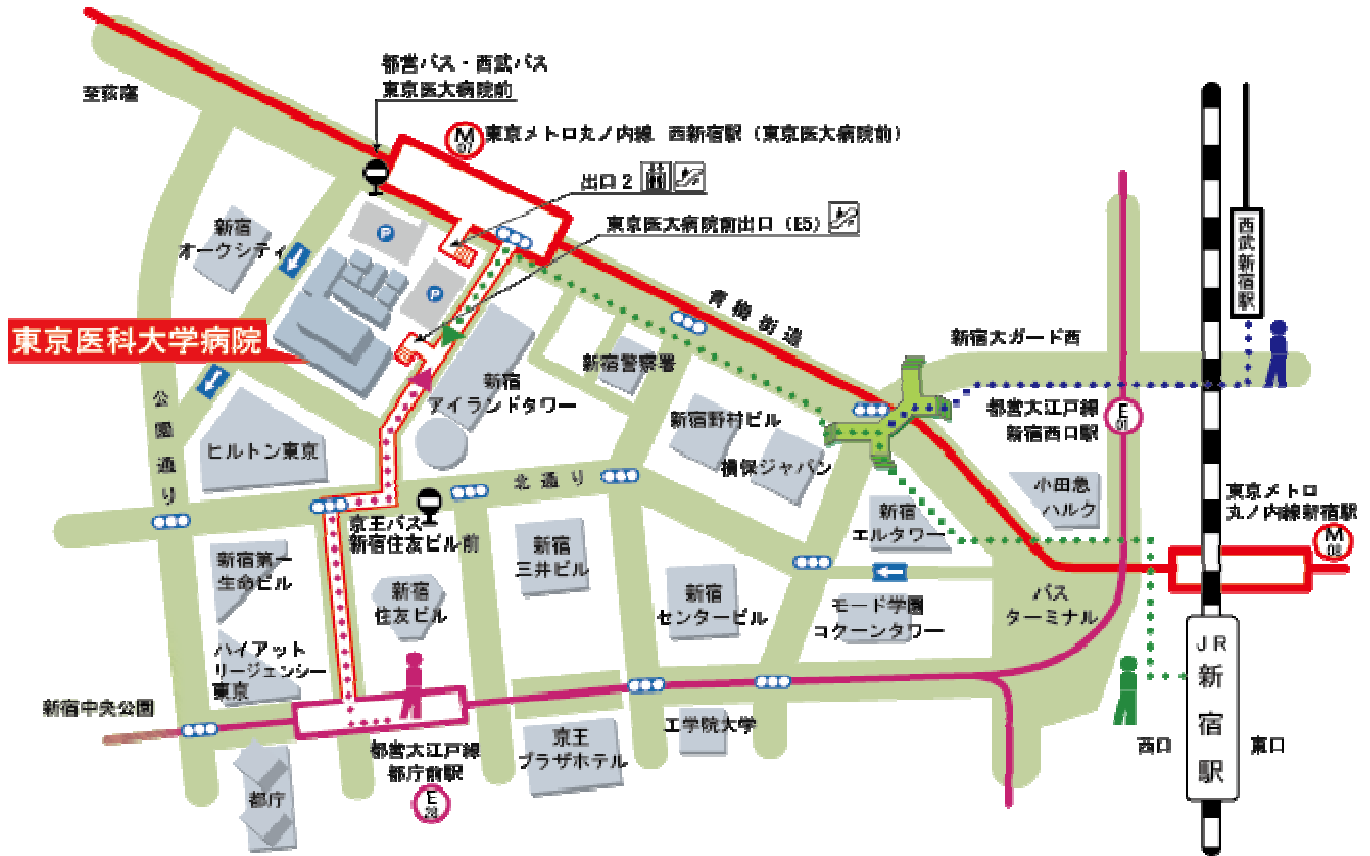 都営バス・西武バス
東京医大病院前
至荻窪
M
07
東京メトロ丸ノ内線 西新宿駅（東京医大病院前）
出口2
東京医大病院前出口（E5）
新宿
オークシティ
P
P
東京医科大学病院
青梅街道
新宿大ガード西
西武新宿駅
新宿警察署
新宿
アイランドタワー
公園通り
ヒルトン東京
新宿野村ビル
損保ジャパン
都営大江戸線
新宿西口駅
E
01
小田急
ハルク
東京メトロ
丸ノ内線新宿駅
M
08
北通り
京王バス
新宿住友ビル前
新宿
エルタワー
新宿第一
生命ビル
新宿
住友ビル
新宿
三井ビル
新宿
センタービル
モード学園
コクーンタワー
バス
ターミナル
ハイアット
リージェンシー
東京
新宿中央公園
都営大江戸線
都庁前駅
E
28
都庁
京王
プラザホテル
工学院大学
JR
新宿駅
西口
東口